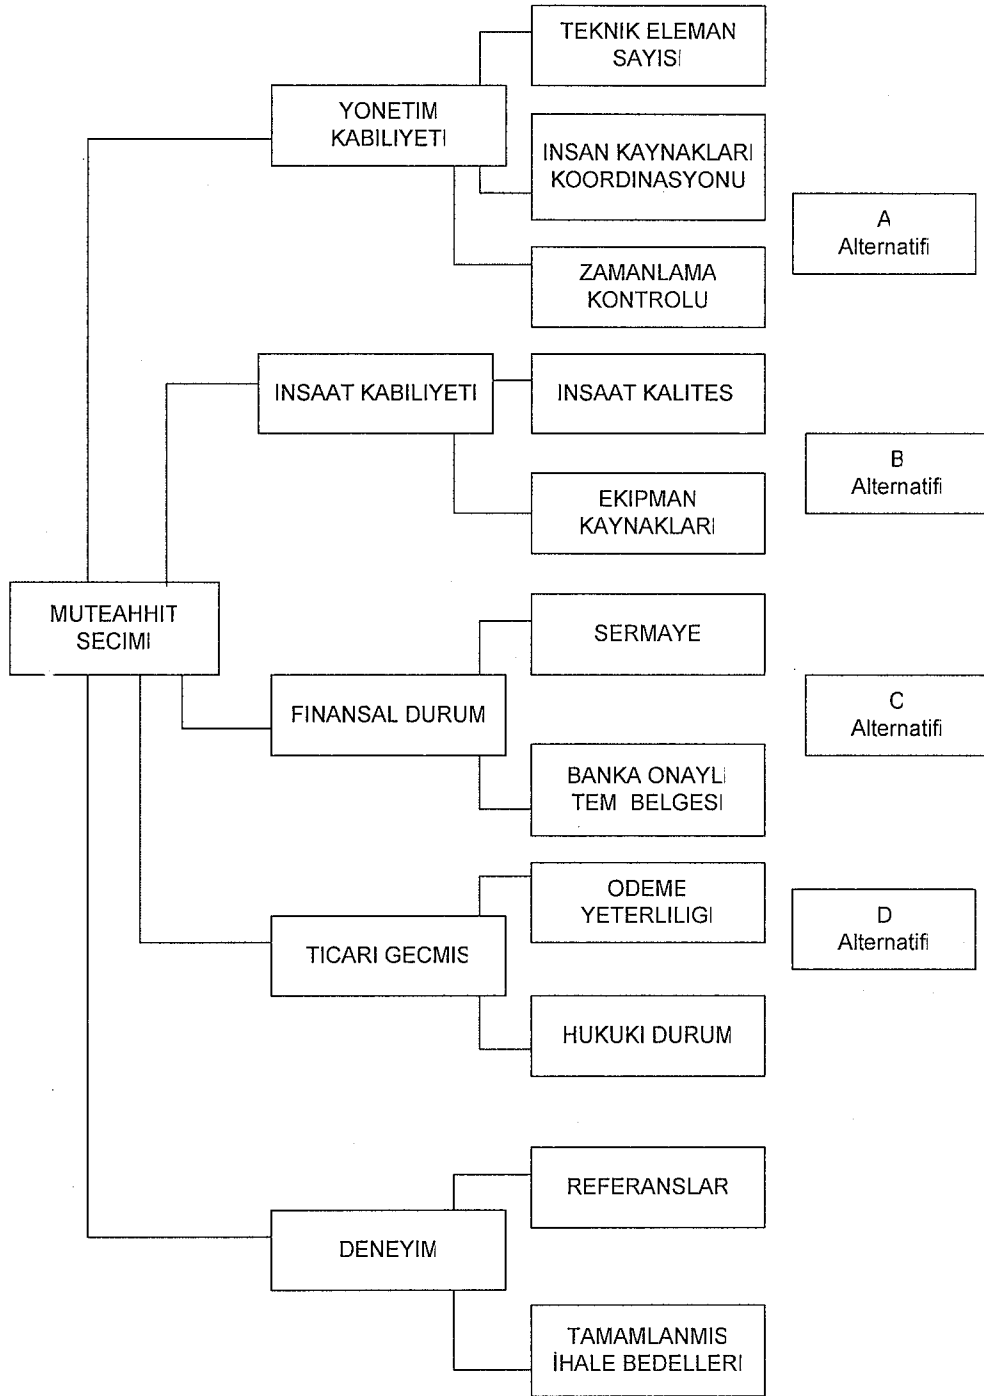 TEKNIK ELEMAN
SAYISI
YONETIM
KABILIYETI
INSAN KAYNAKLARI
KOORDINASYONU
A
Alternatifi
ZAMANLAMA
KONTROLU
INSAAT KABILIYETI
INSAAT KALITES
B
Alternatifi
EKIPMAN
KAYNAKLARI
MUTEAHHIT
SECIMI
SERMAYE
FINANSAL DURUM
C
Alternatifi
BANKA ONAYLI
TEM BELGESI
ODEME
YETERLILIGI
D
Alternatifi
TICARI GECMIS
HUKUKI DURUM
REFERANSLAR
DENEYIM
TAMAMLANMIS
İHALE BEDELLERI